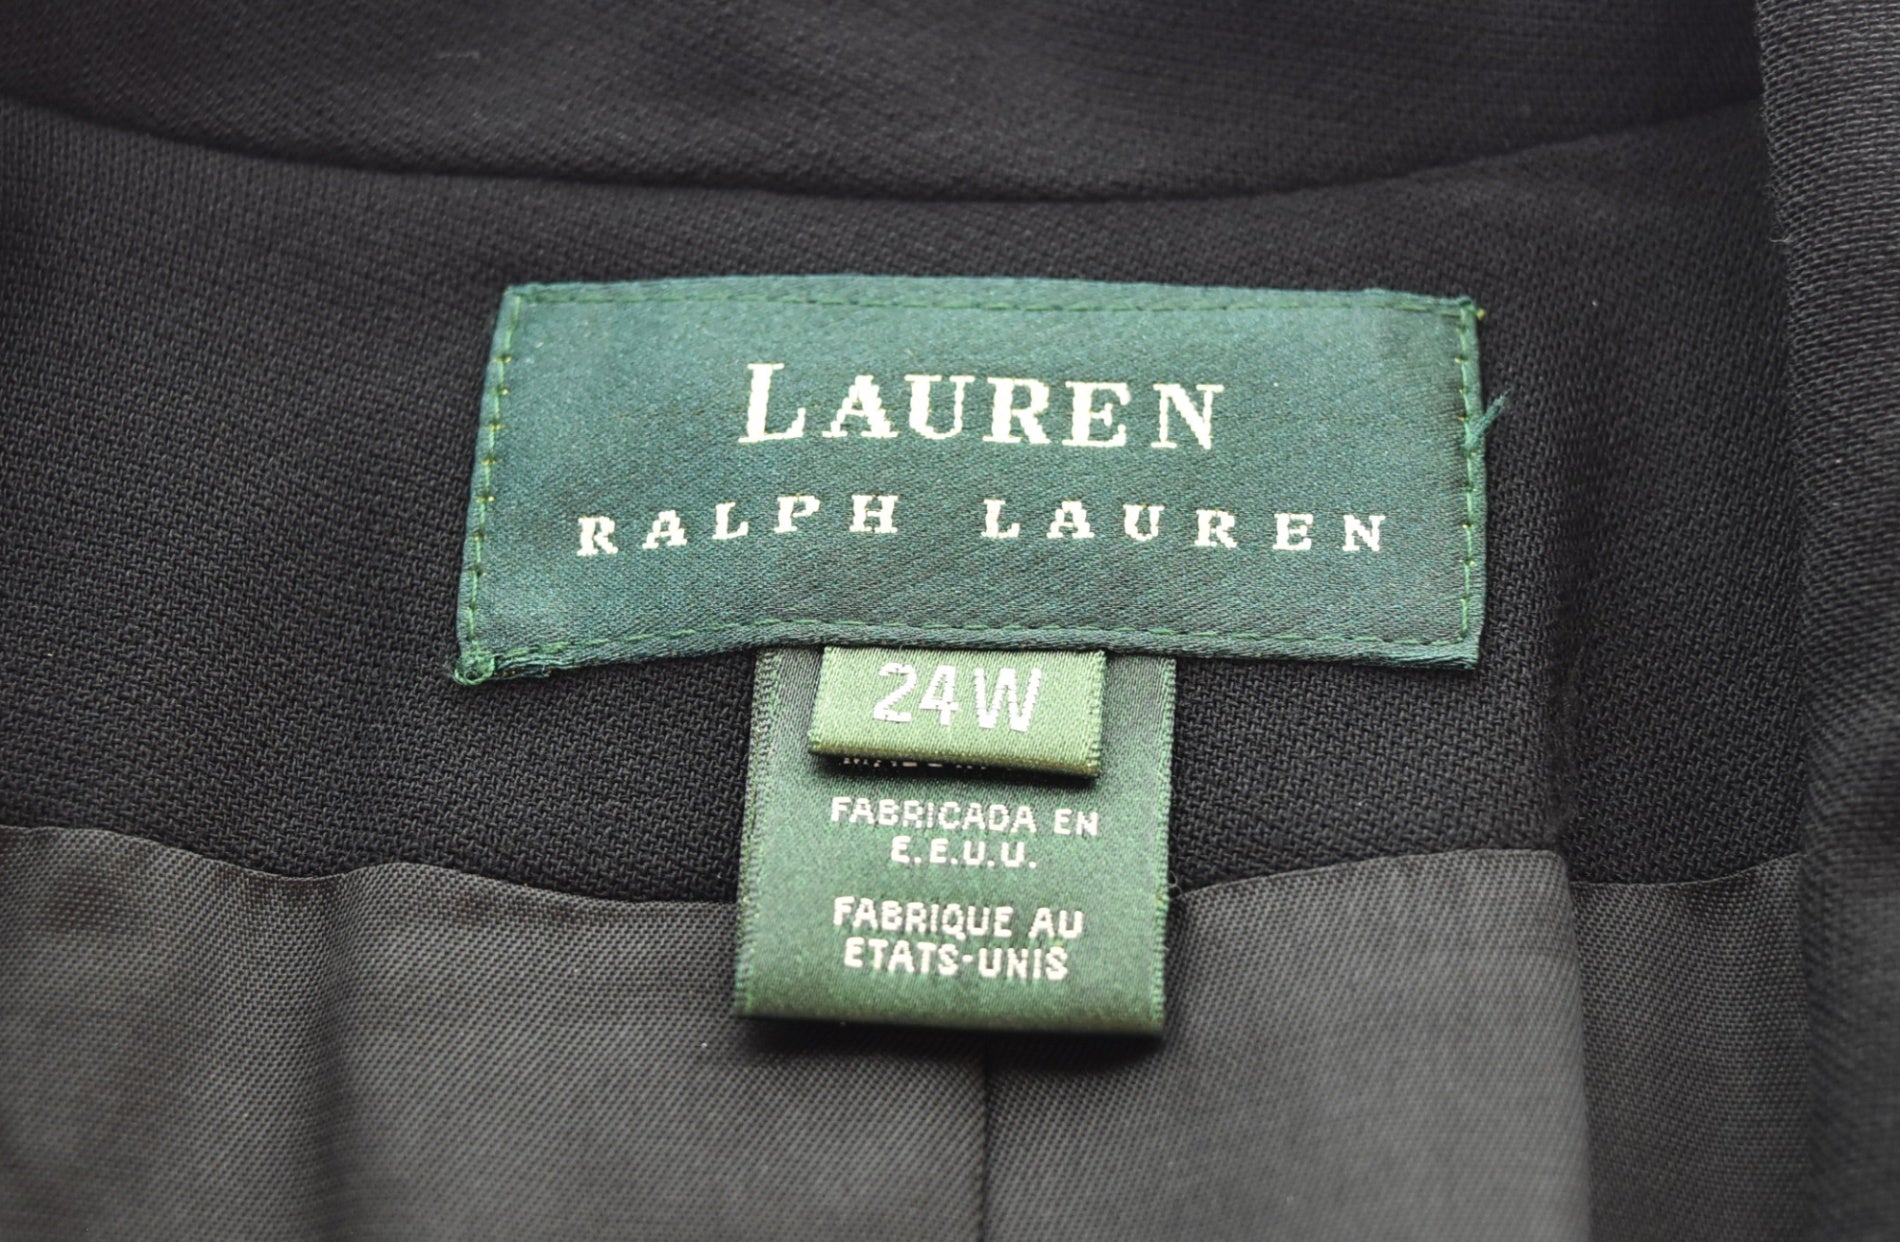 LAUREN
RALPH LAUREN
24W
FABRICADA EN
E.E.U.U.
FABRIQUE AU
ETATS-UNIS